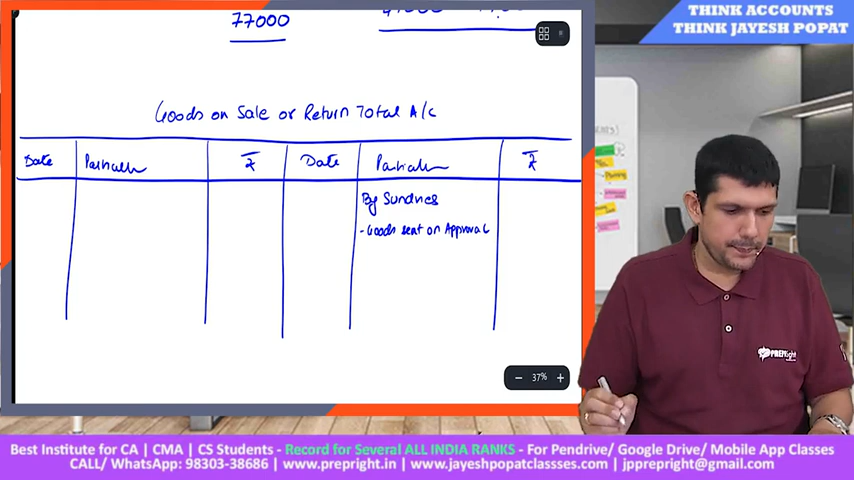 THINK ACCOUNTS
THINK JAYESH POPAT
77000
Goods on Sale or Return Total A/c
Date Particulars ₹ Date Particulars ₹
By Sundries
- Goods sent on Approval
Planning
PREPRight
37%
Best Institute for CA | CMA | CS Students - Record for Several ALL INDIA RANKS - For Pendrive/ Google Drive/ Mobile App Classes
CALL/ WhatsApp: 98303-38686 | www.prepright.in | www.jayeshpopatclassses.com | jpprepright@gmail.com